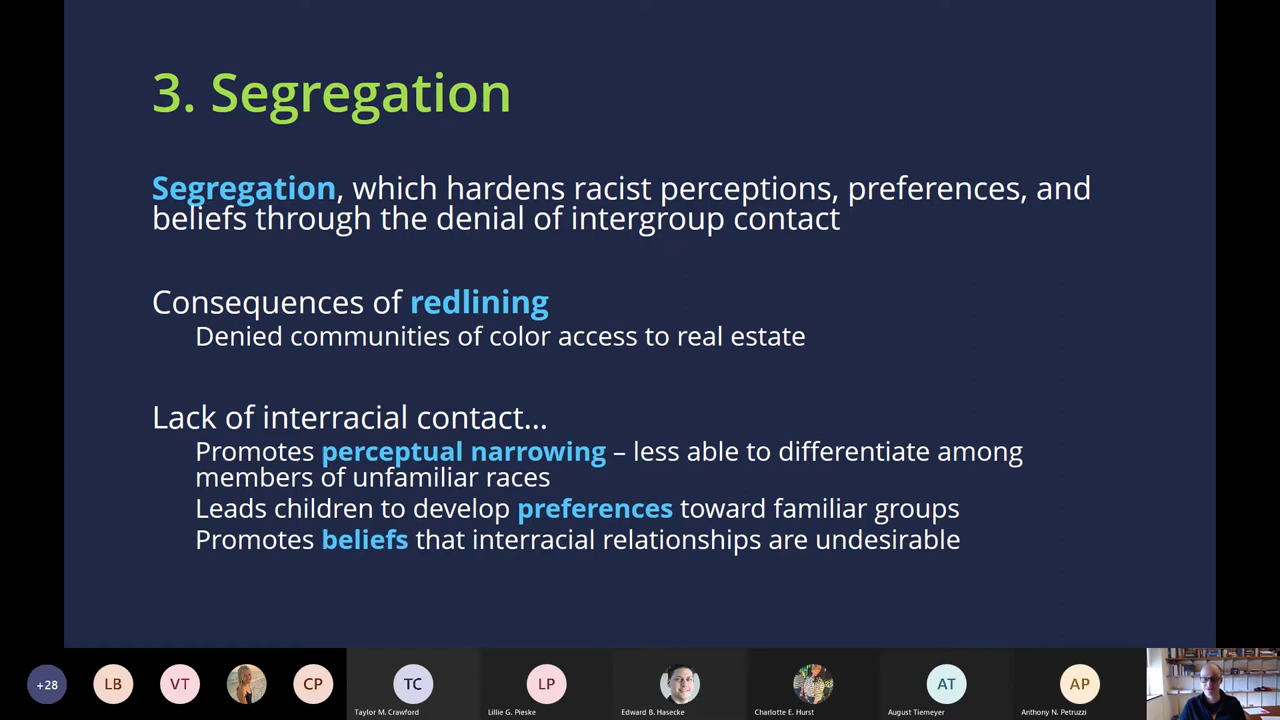 3. Segregation
Segregation, which hardens racist perceptions, preferences, and
beliefs through the denial of intergroup contact
Consequences of redlining
Denied communities of color access to real estate
Lack of interracial contact...
Promotes perceptual narrowing – less able to differentiate among
members of unfamiliar races
Leads children to develop preferences toward familiar groups
Promotes beliefs that interracial relationships are undesirable
+28
LB
VT
CP
TC
LP
AT
AP
Taylor M. Crawford
Lillie G. Pieske
Edward B. Hasecke
Charlotte E. Hurst
August Tiemeyer
Anthony N. Petruzzi